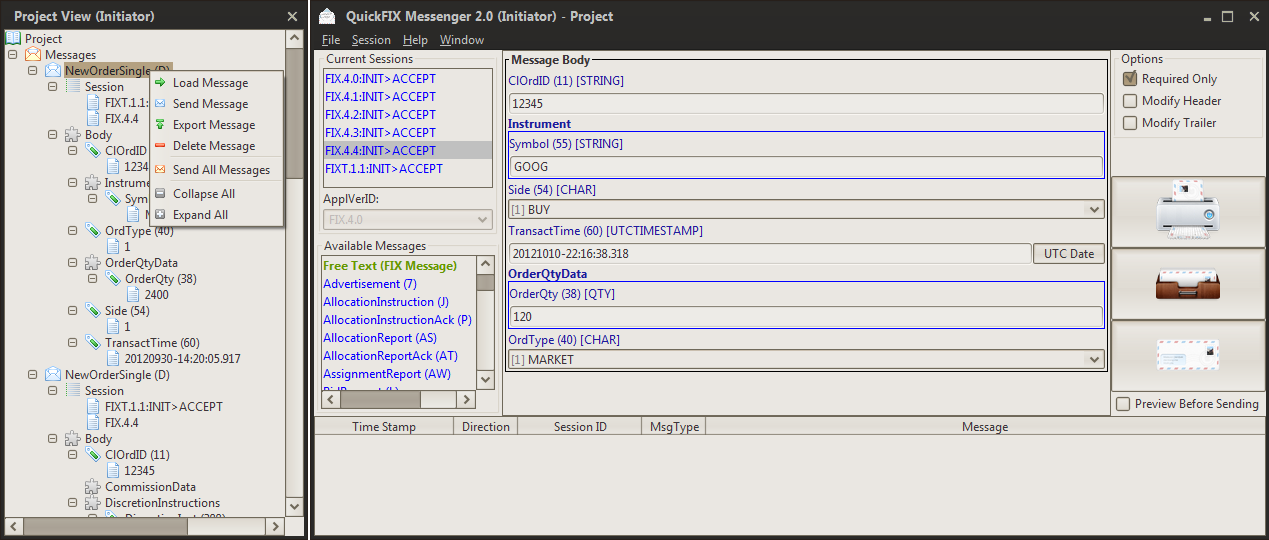 Project View (Initiator)
Project
Messages
NewOrderSingle (D)
Session
FIXT.1.1:
FIX.4.4
Body
ClOrdID
1234
Instrume
Sym
OrdType (40)
1
OrderQtyData
OrderQty (38)
2400
Side (54)
1
TransactTime (60)
20120930-14:20:05.917
NewOrderSingle (D)
Session
FIXT.1.1:INIT>ACCEPT
FIX.4.4
Body
ClOrdID (11)
12345
CommissionData
DiscretionInstructions
Load Message
Send Message
Export Message
Delete Message
Send All Messages
Collapse All
Expand All
QuickFIX Messenger 2.0 (Initiator) - Project
File Session Help Window
Current Sessions
FIX.4.0:INIT>ACCEPT
FIX.4.1:INIT>ACCEPT
FIX.4.2:INIT>ACCEPT
FIX.4.3:INIT>ACCEPT
FIX.4.4:INIT>ACCEPT
FIXT.1.1:INIT>ACCEPT
ApplVerID:
FIX.4.0
Available Messages
Free Text (FIX Message)
Advertisement (7)
AllocationInstruction (J)
AllocationInstructionAck (P)
AllocationReport (AS)
AllocationReportAck (AT)
AssignmentReport (AW)
Message Body
ClOrdID (11) [STRING]
12345
Instrument
Symbol (55) [STRING]
GOOG
Side (54) [CHAR]
[1] BUY
TransactTime (60) [UTCTIMESTAMP]
20121010-22:16:38.318 UTC Date
OrderQtyData
OrderQty (38) [QTY]
120
OrdType (40) [CHAR]
[1] MARKET
Options
Required Only
Modify Header
Modify Trailer
Preview Before Sending
Time Stamp Direction Session ID MsgType Message